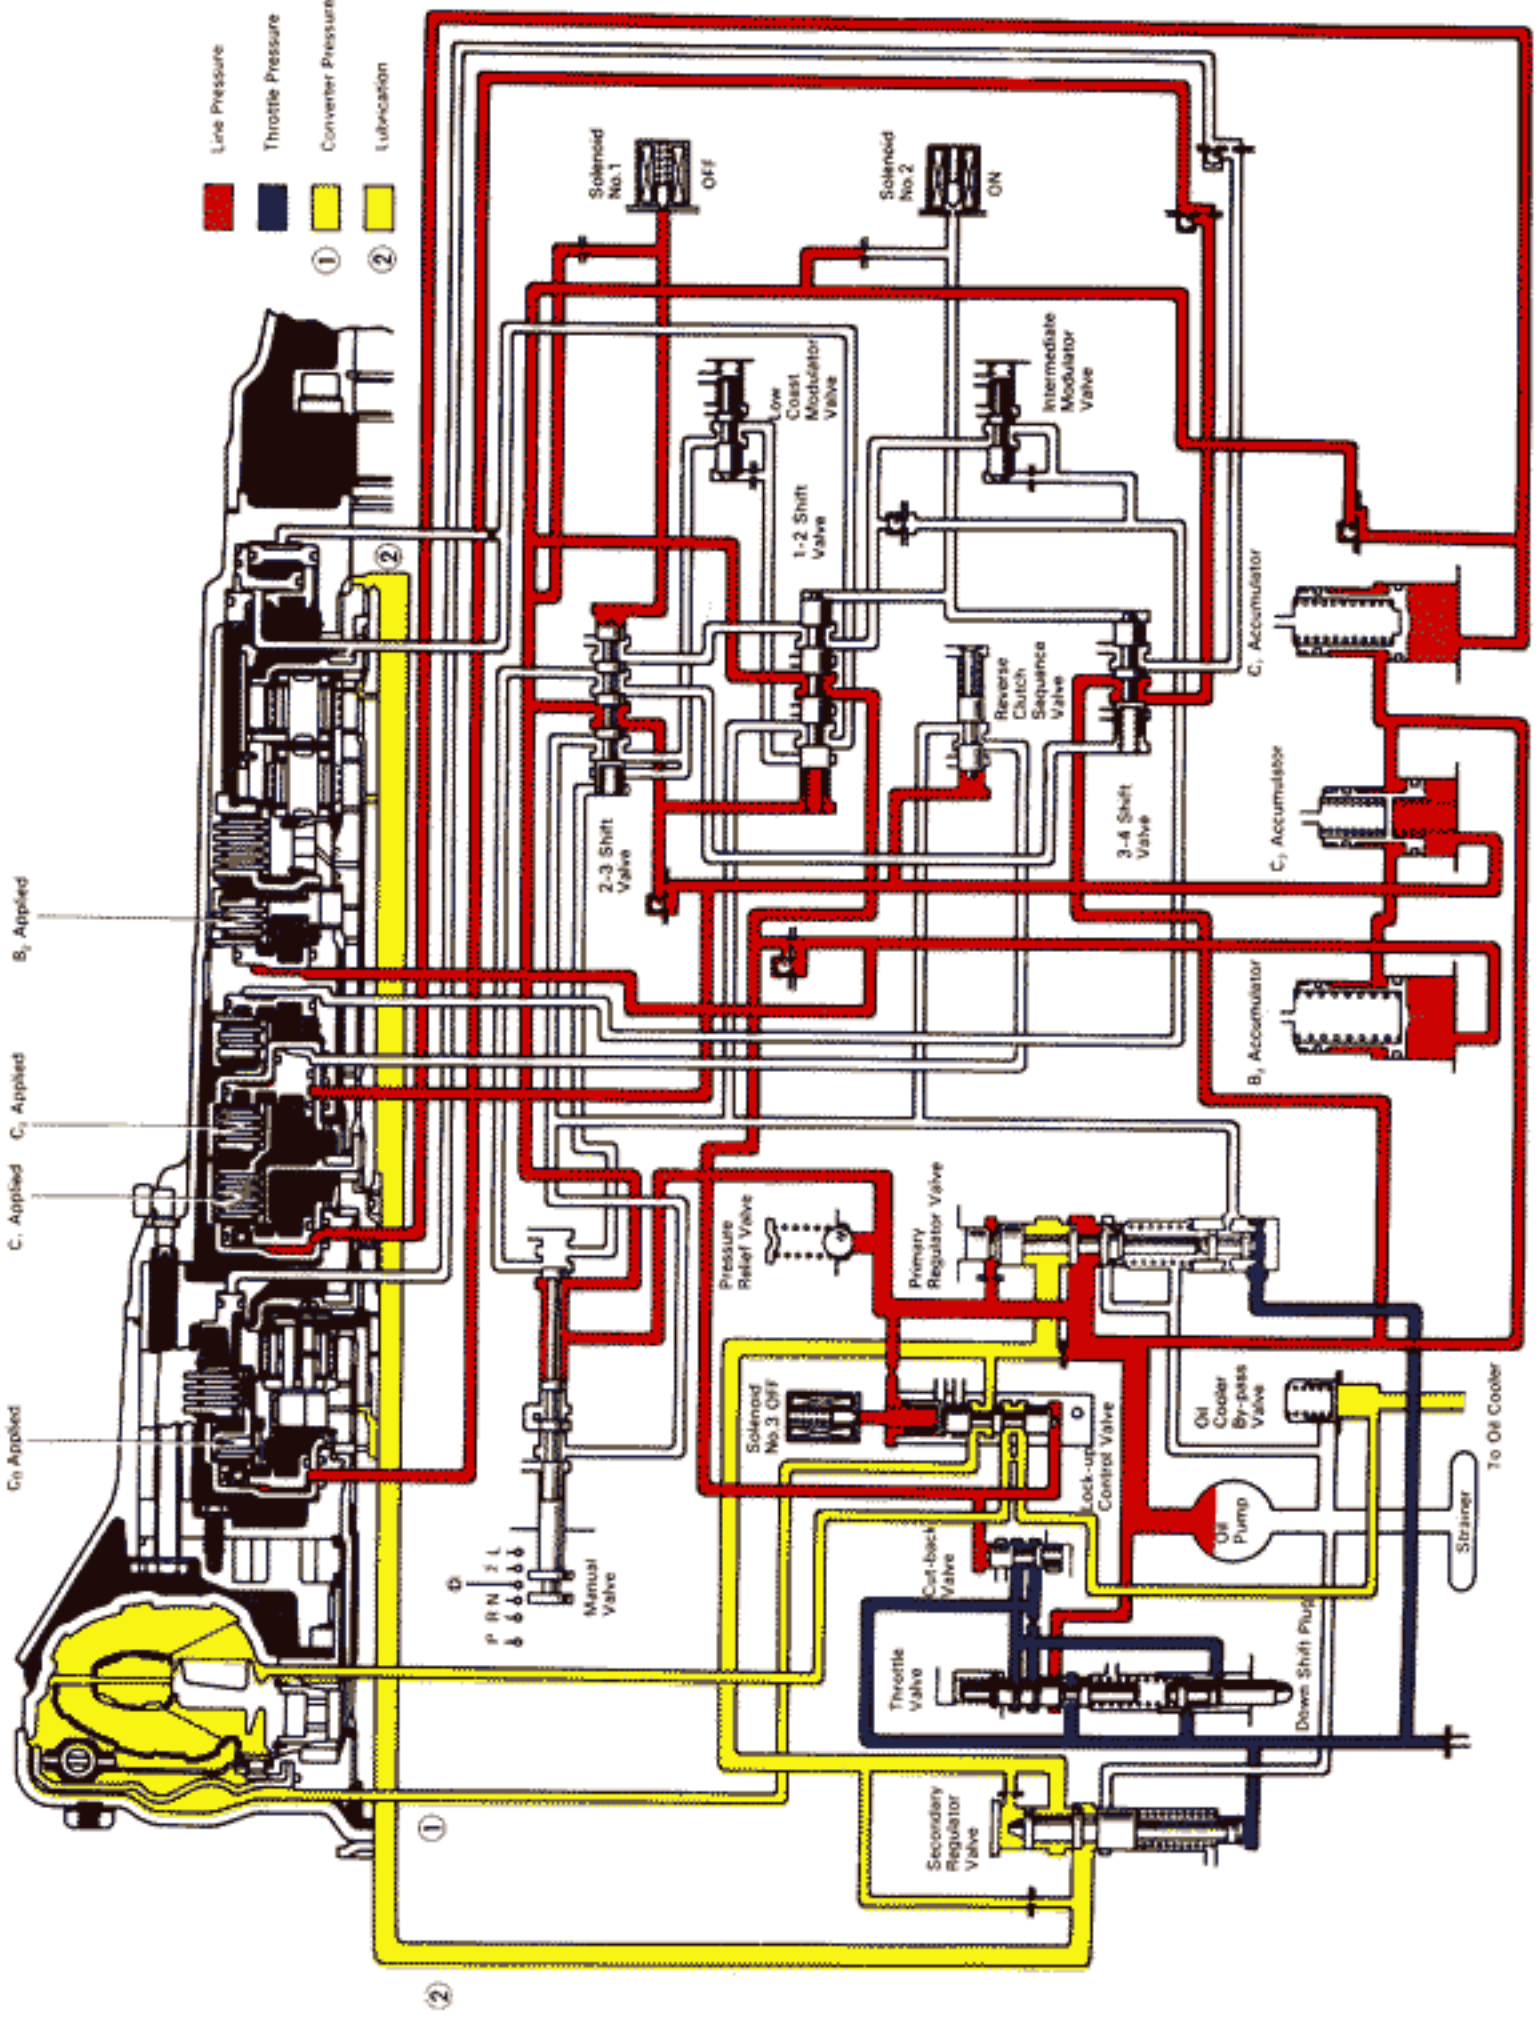 Line Pressure
Throttle Pressure
① Converter Pressure
② Lubrication
C₀ Applied
C₁ Applied
C₂ Applied
B₂ Applied
①
②
②
D
P R N 2 L
Manual
Valve
Solenoid
No.1
OFF
Solenoid
No.2
ON
Low
Coast
Modulator
Valve
Intermediate
Modulator
Valve
1-2 Shift
Valve
2-3 Shift
Valve
Reverse
Clutch
Sequance
Valve
3-4 Shift
Valve
C₁ Accumulator
C₂ Accumulator
B₂ Accumulator
Pressure
Relief Valve
Primary
Regulator Valve
Solenoid
No.3 OFF
Lock-up
Control Valve
Oil
Cooler
By-pass
Valve
To Oil Cooler
Oil
Pump
Strainer
Cut-back
Valve
Throttle
Valve
Down Shift Plug
Secondary
Regulator
Valve